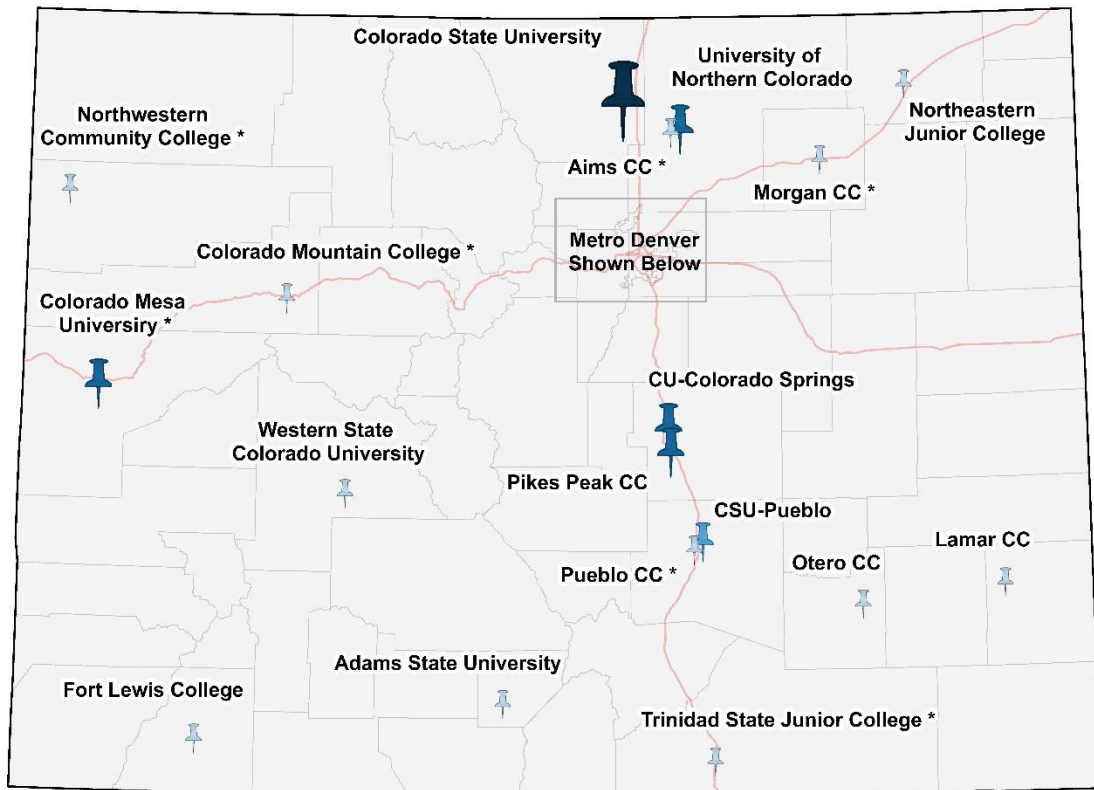 Colorado State University
University of
Northern Colorado
Northwestern
Community College *
Northeastern
Junior College
Aims CC *
Morgan CC *
Metro Denver
Shown Below
Colorado Mountain College *
Colorado Mesa
Universiry *
CU-Colorado Springs
Western State
Colorado University
Pikes Peak CC
CSU-Pueblo
Pueblo CC *
Otero CC
Lamar CC
Adams State University
Fort Lewis College
Trinidad State Junior College *